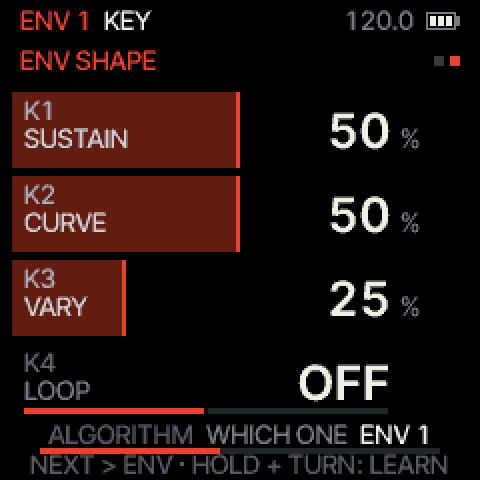 ENV 1 KEY 120.0
ENV SHAPE
K1
SUSTAIN 50 %
K2
CURVE 50 %
K3
VARY 25 %
K4
LOOP OFF
ALGORITHM WHICH ONE ENV 1
NEXT > ENV · HOLD + TURN: LEARN